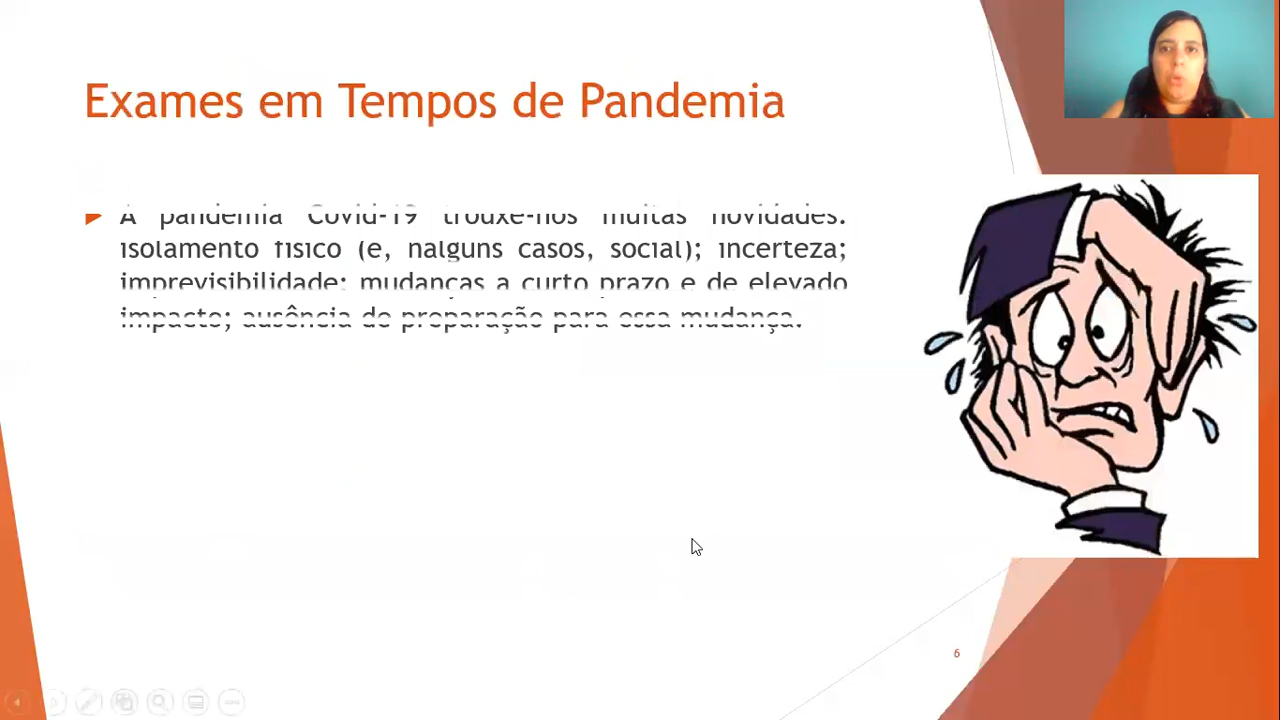 Exames em Tempos de Pandemia
A pandemia Covid-19 trouxe-nos muitas novidades:
isolamento físico (e, nalguns casos, social); incerteza;
imprevisibilidade; mudanças a curto prazo e de elevado
impacto; ausência de preparação para essa mudança.
6